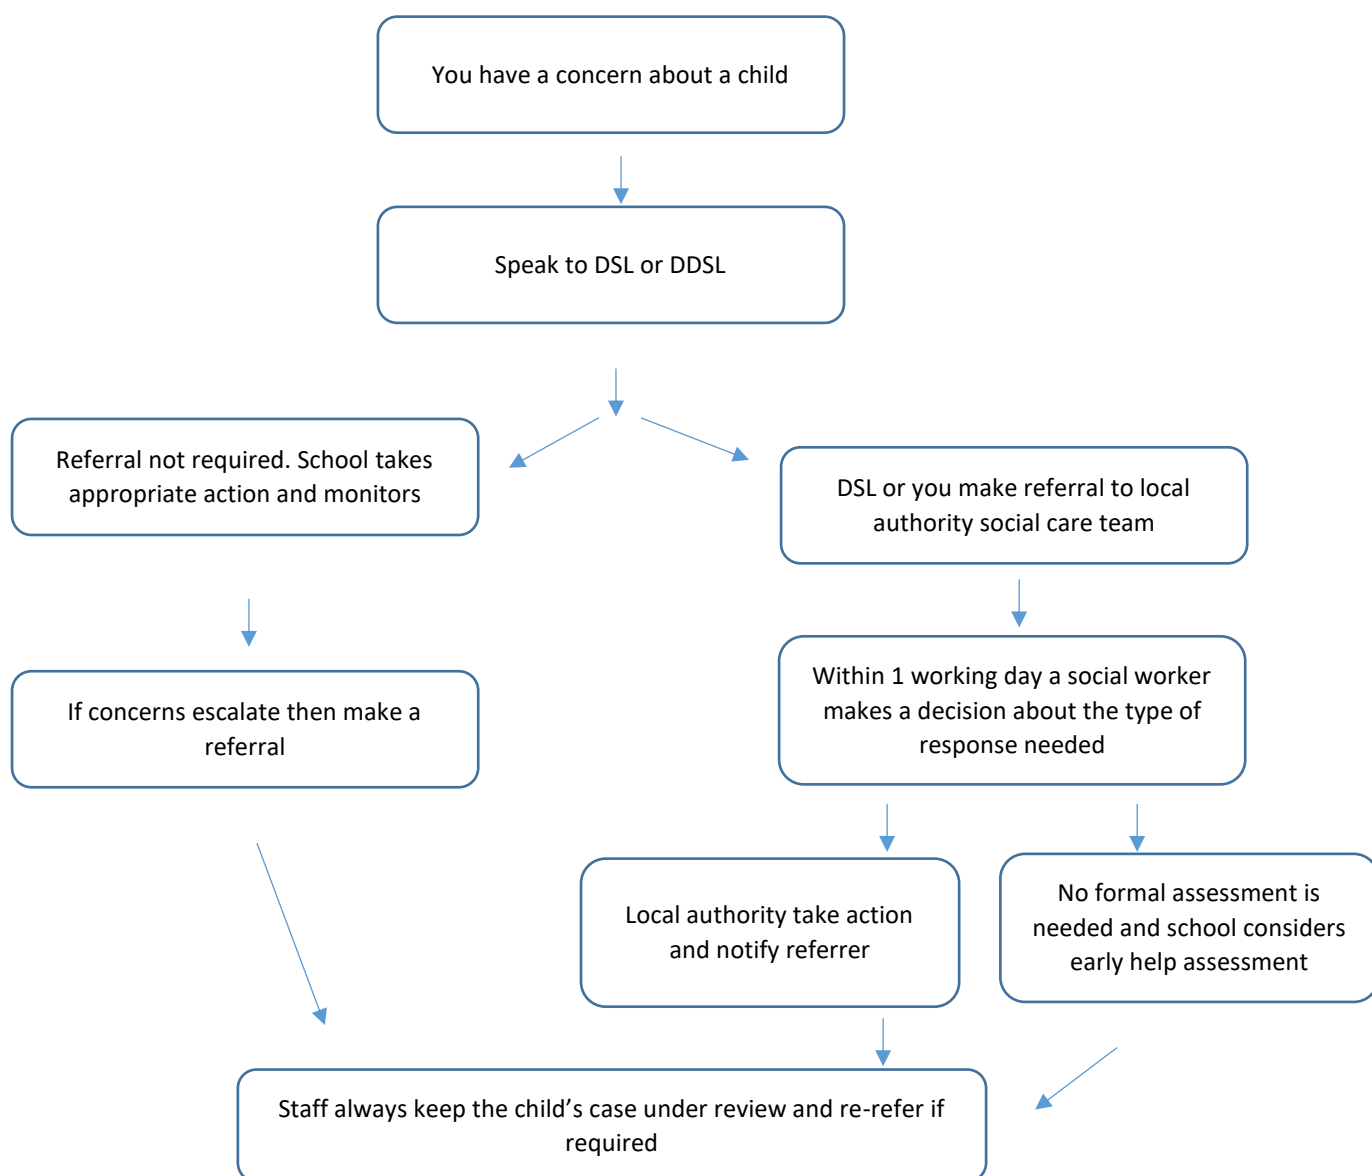 You have a concern about a child
Speak to DSL or DDSL
Referral not required. School takes
appropriate action and monitors
DSL or you make referral to local
authority social care team
If concerns escalate then make a
referral
Within 1 working day a social worker
makes a decision about the type of
response needed
Local authority take action
and notify referrer
No formal assessment is
needed and school considers
early help assessment
Staff always keep the child’s case under review and re-refer if
required